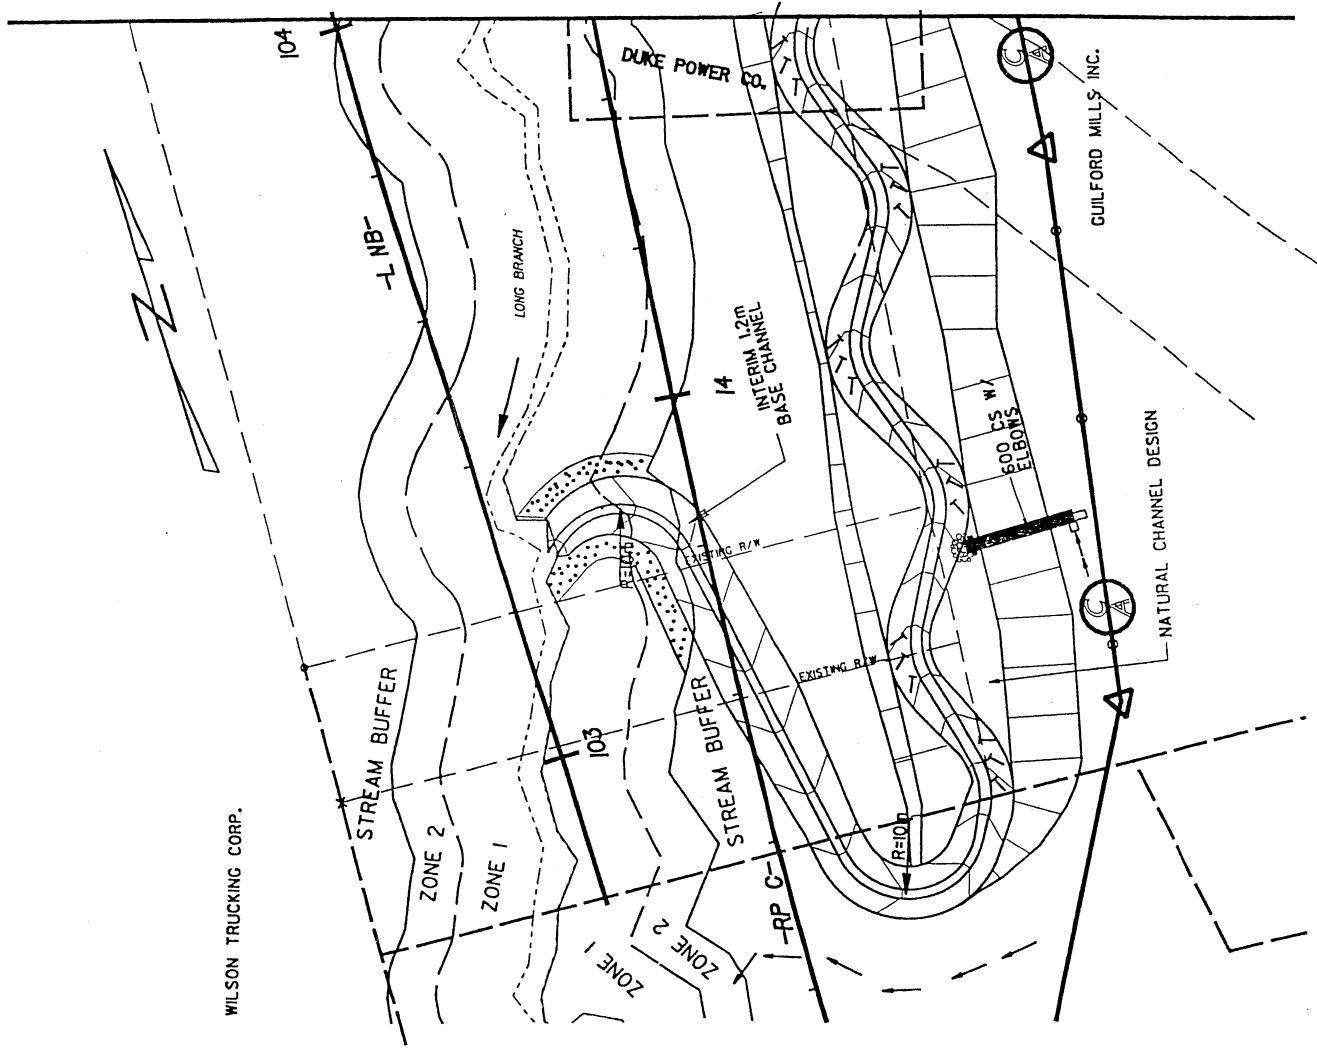 104
DUKE POWER CO.
GUILFORD MILLS INC.
C
A
-L NB-
LONG BRANCH
N
14
INTERIM 1.2m
BASE CHANNEL
600 CS W/
ELBOWS
NATURAL CHANNEL DESIGN
R=10m
EXISTING R/W
EXISTING R/W
C
A
STREAM BUFFER
STREAM BUFFER
103
ZONE 2
ZONE 1
R=10m
-RP C-
WILSON TRUCKING CORP.
ZONE 1
ZONE 2